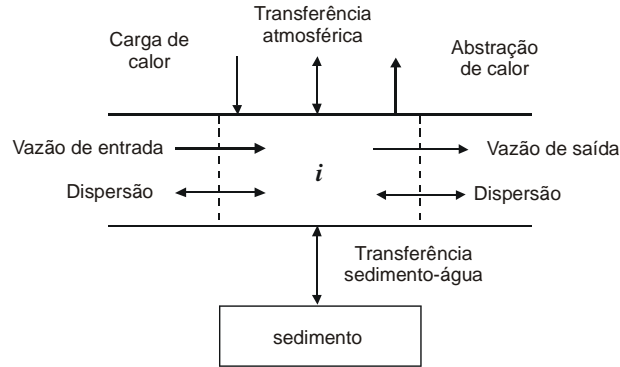 Transferência
atmosférica
Carga de
calor
Abstração
de calor
Vazão de entrada
i
Vazão de saída
Dispersão
Dispersão
Transferência
sedimento-água
sedimento